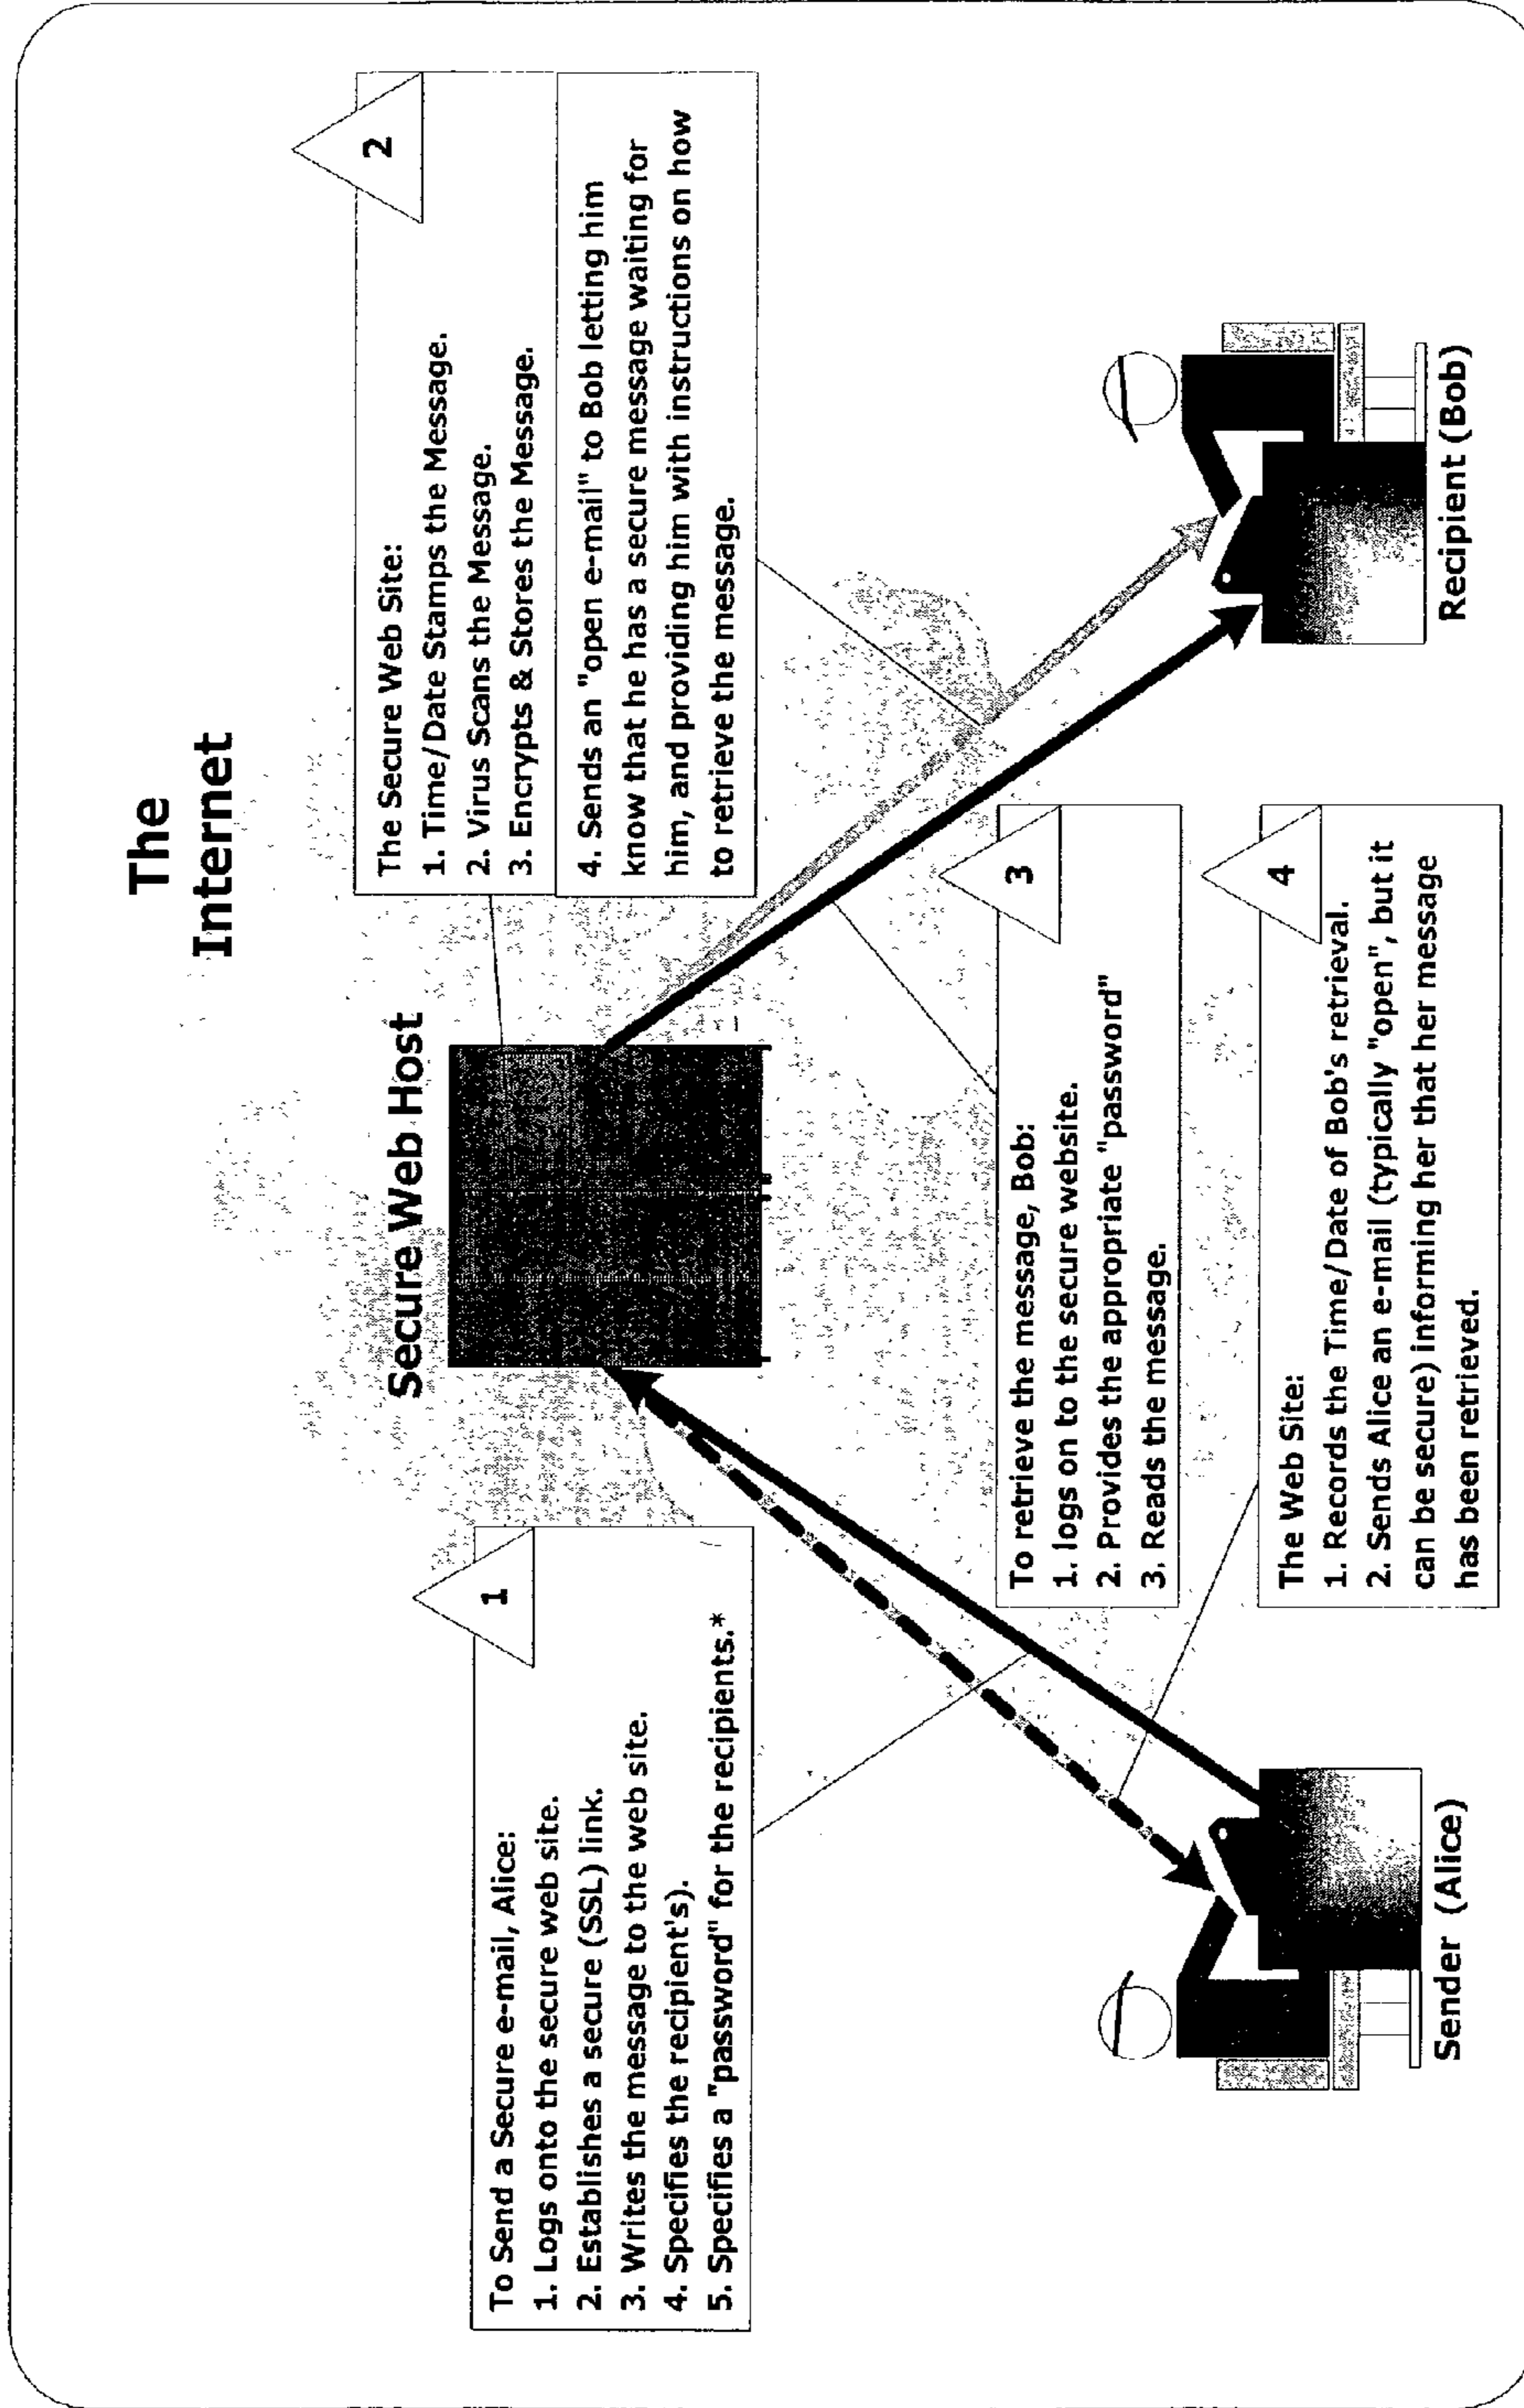 The
Internet
Secure Web Host
1
To Send a Secure e-mail, Alice:
1. Logs onto the secure web site.
2. Establishes a secure (SSL) link.
3. Writes the message to the web site.
4. Specifies the recipient's).
5. Specifies a "password" for the recipients.*
2
The Secure Web Site:
1. Time/Date Stamps the Message.
2. Virus Scans the Message.
3. Encrypts & Stores the Message.
4. Sends an "open e-mail" to Bob letting him
know that he has a secure message waiting for
him, and providing him with instructions on how
to retrieve the message.
3
To retrieve the message, Bob:
1. logs on to the secure website.
2. Provides the appropriate "password"
3. Reads the message.
4
The Web Site:
1. Records the Time/Date of Bob's retrieval.
2. Sends Alice an e-mail (typically "open", but it
can be secure) informing her that her message
has been retrieved.
Sender (Alice)
Recipient (Bob)